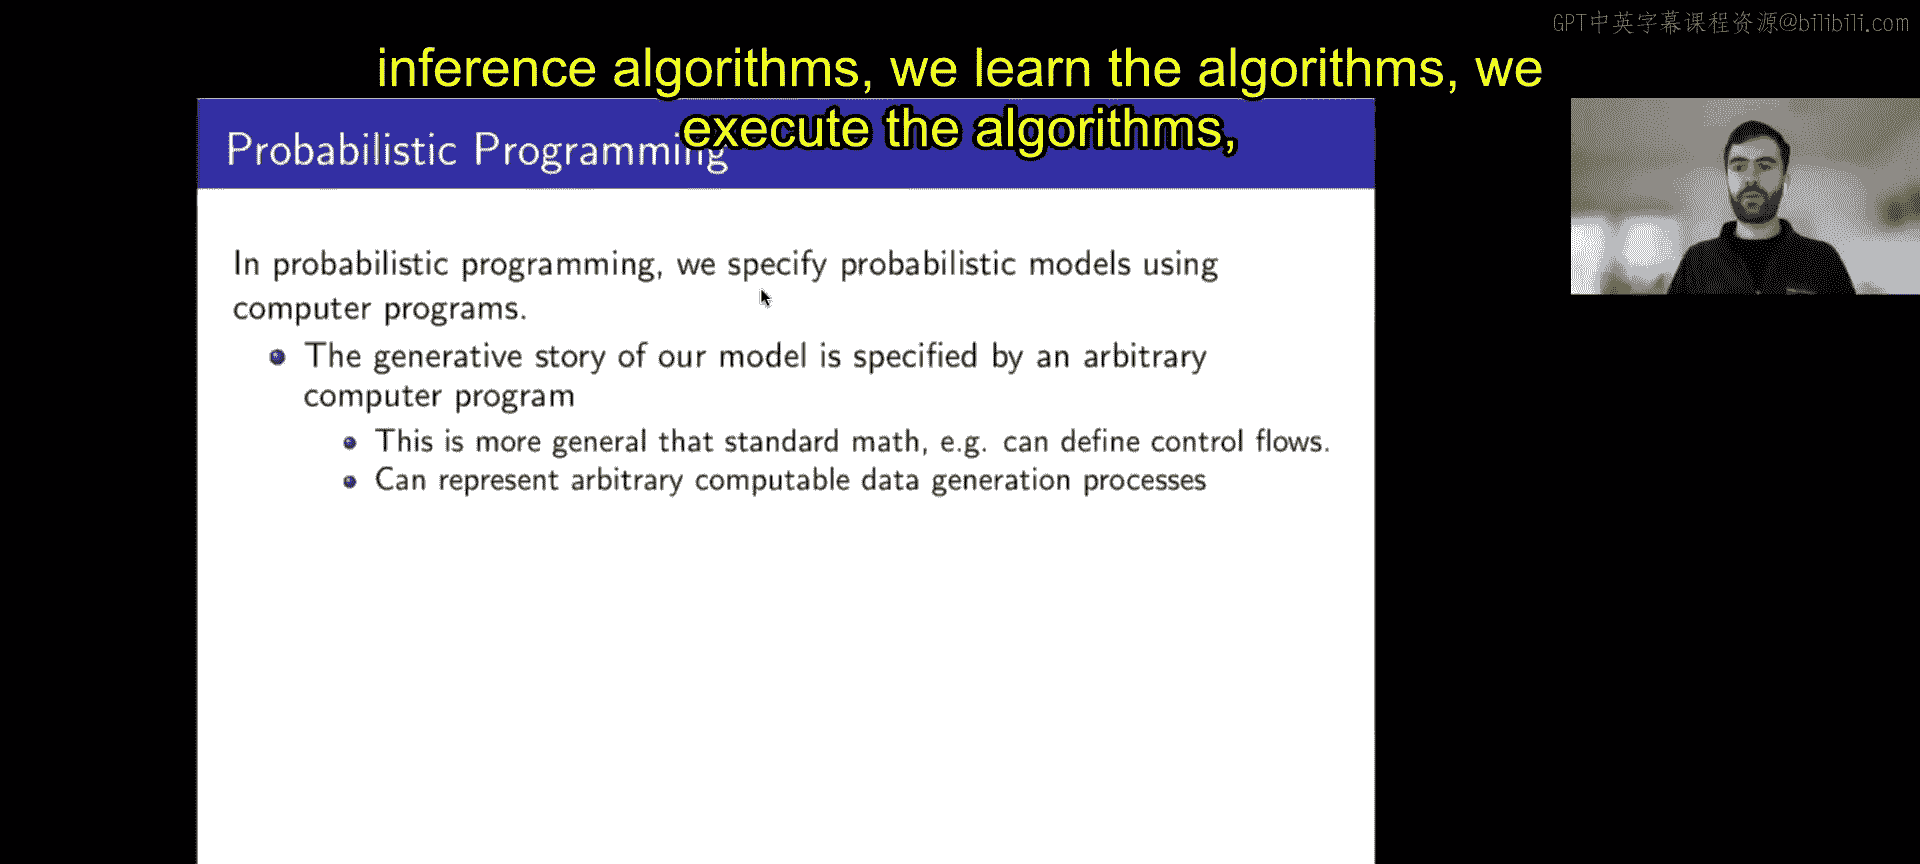 GPT中英字幕课程资源@bilibili.com
inference algorithms, we learn the algorithms, we
execute the algorithms,
Probabilistic Programming
In probabilistic programming, we specify probabilistic models using
computer programs.
The generative story of our model is specified by an arbitrary
computer program
This is more general that standard math, e.g. can define control flows.
Can represent arbitrary computable data generation processes